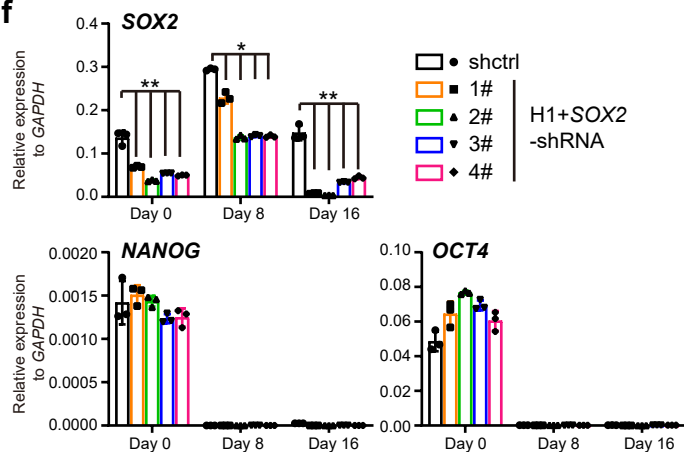 f
SOX2
Relative expression
to GAPDH
0.4
0.3
0.2
0.1
0.0
**
*
**
Day 0
Day 8
Day 16
shctrl
1#
2#
3#
4#
H1+SOX2
-shRNA
NANOG
Relative expression
to GAPDH
0.0020
0.0015
0.0010
0.0005
0.0000
Day 0
Day 8
Day 16
OCT4
0.10
0.08
0.06
0.04
0.02
0.00
Day 0
Day 8
Day 16